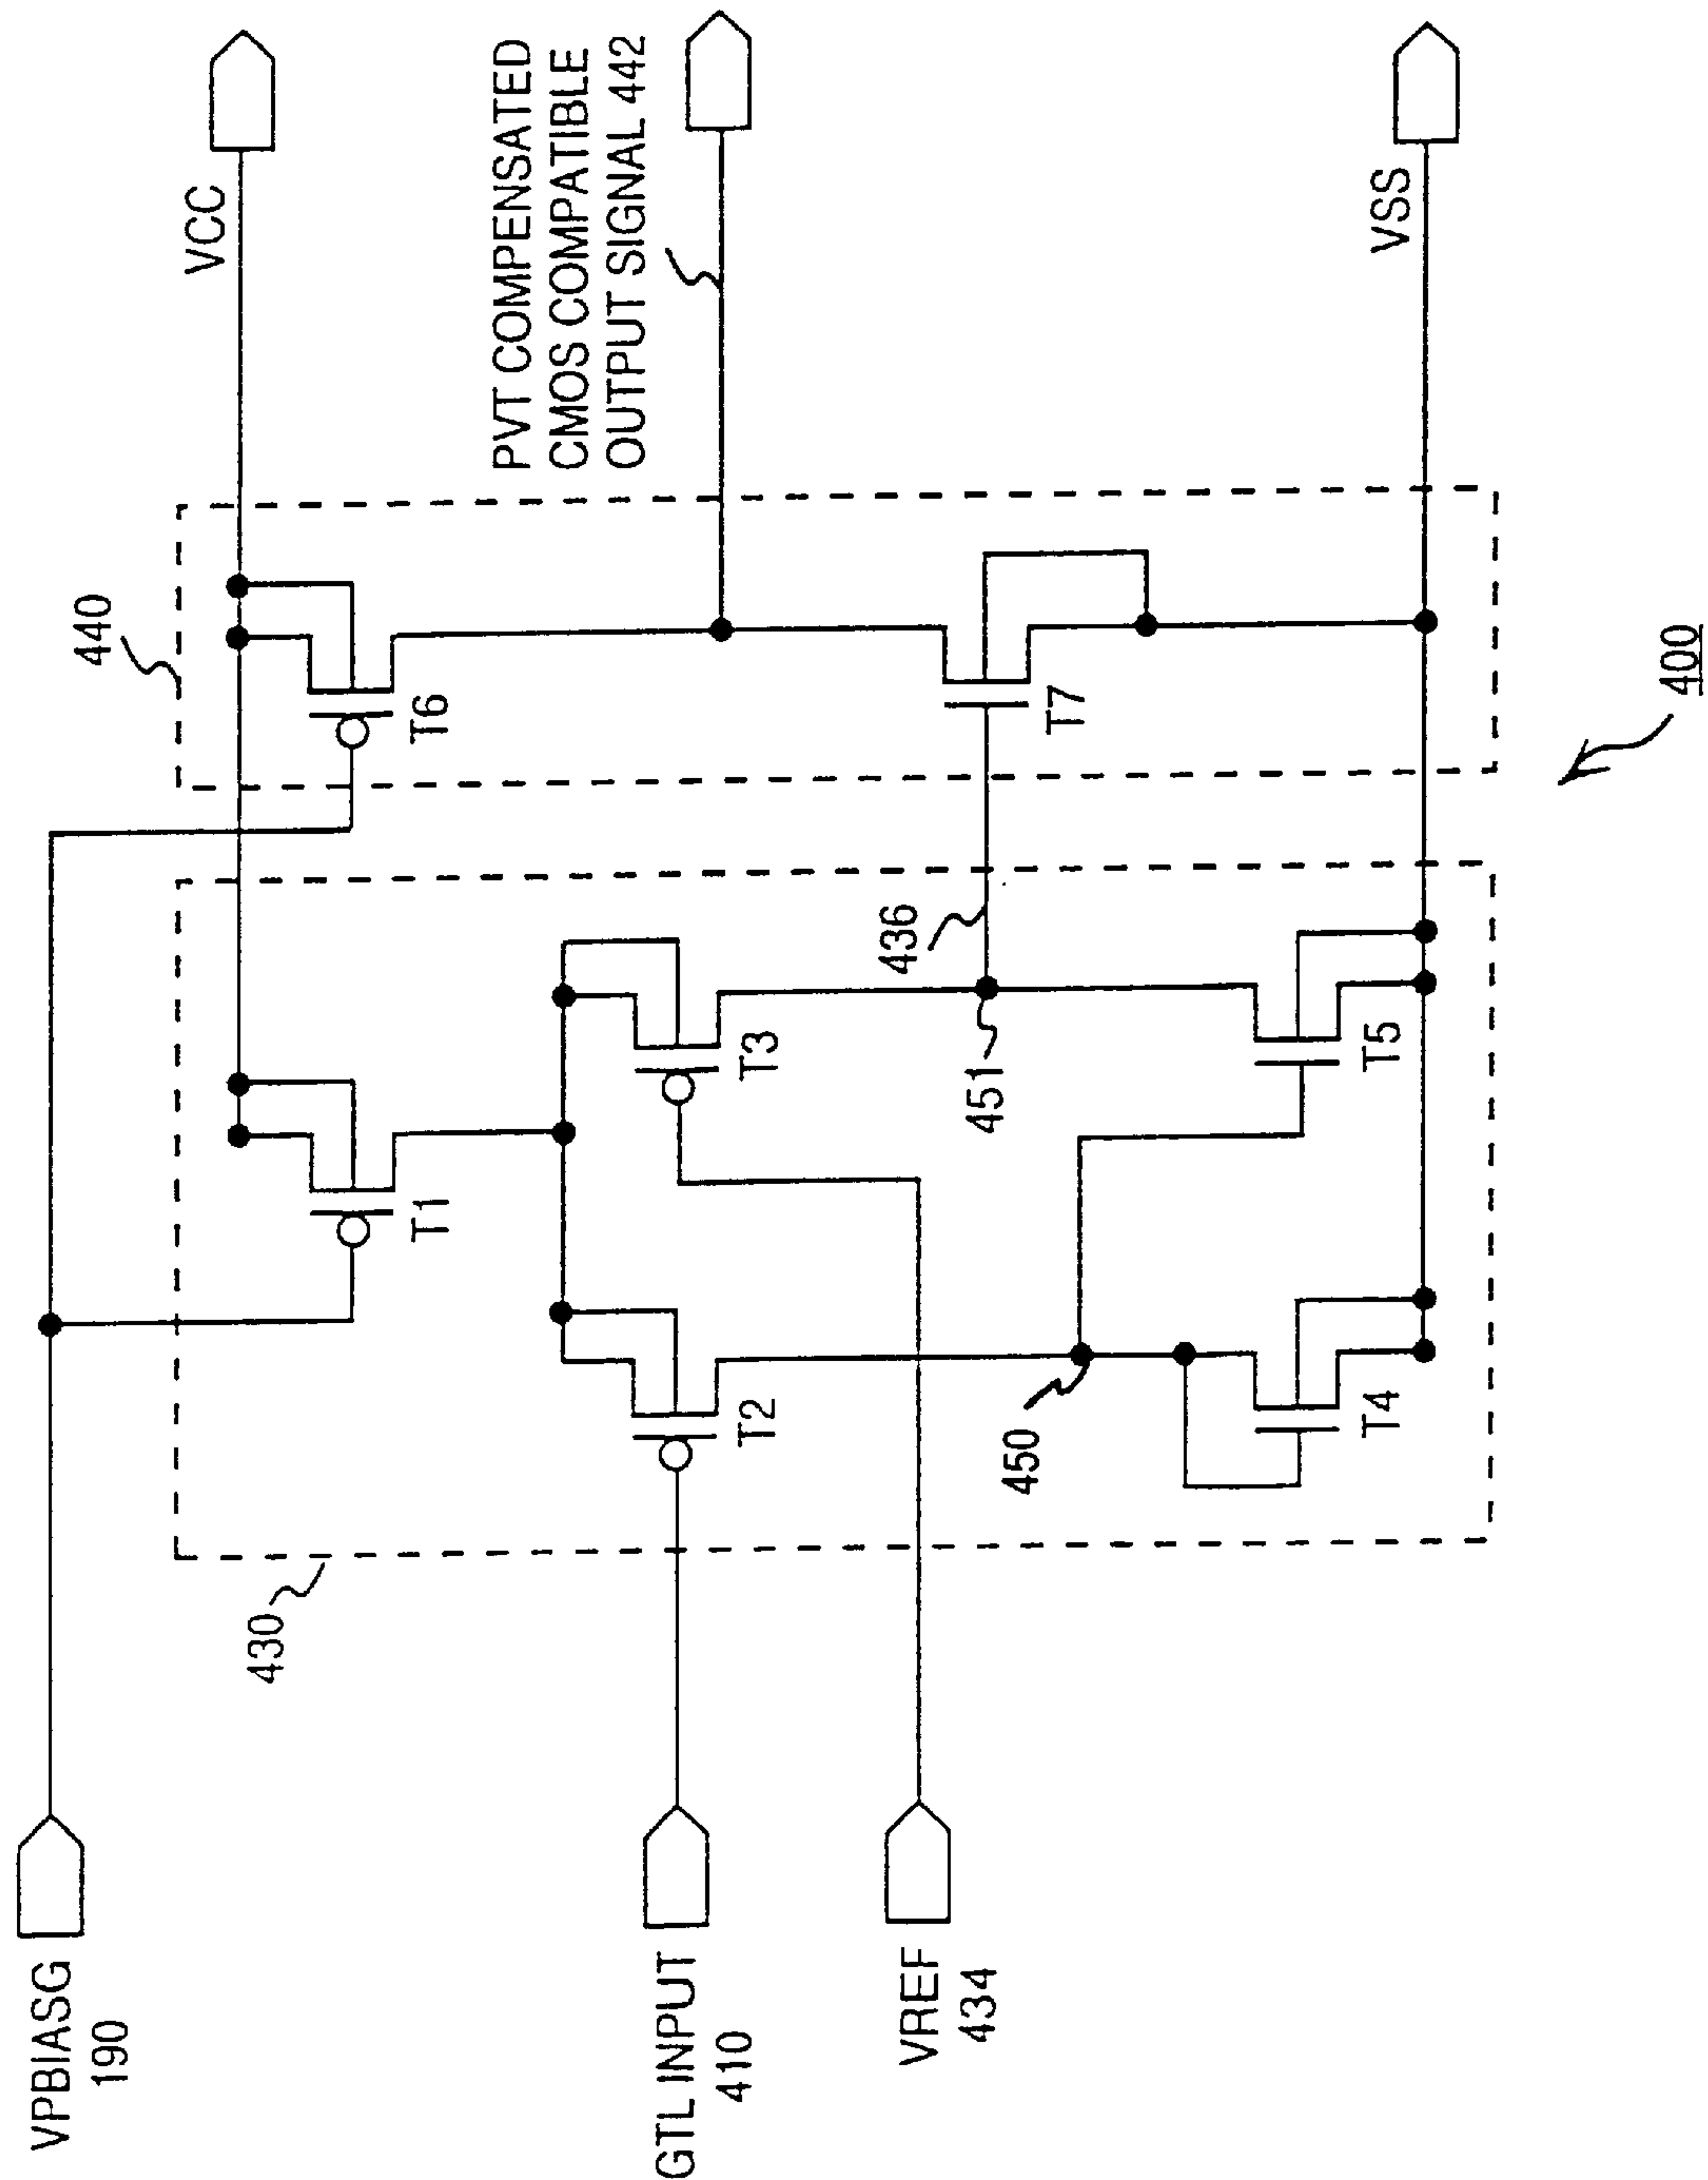 VPBIASG
190
GTL INPUT
410
VREF
434
430
T1
T2
T3
450
451
436
T4
T5
440
T6
T7
VCC
PVT COMPENSATED
CMOS COMPATIBLE
OUTPUT SIGNAL 442
VSS
400